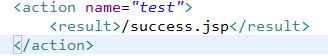 <action name="test">
<result>/success.jsp</result>
</action>